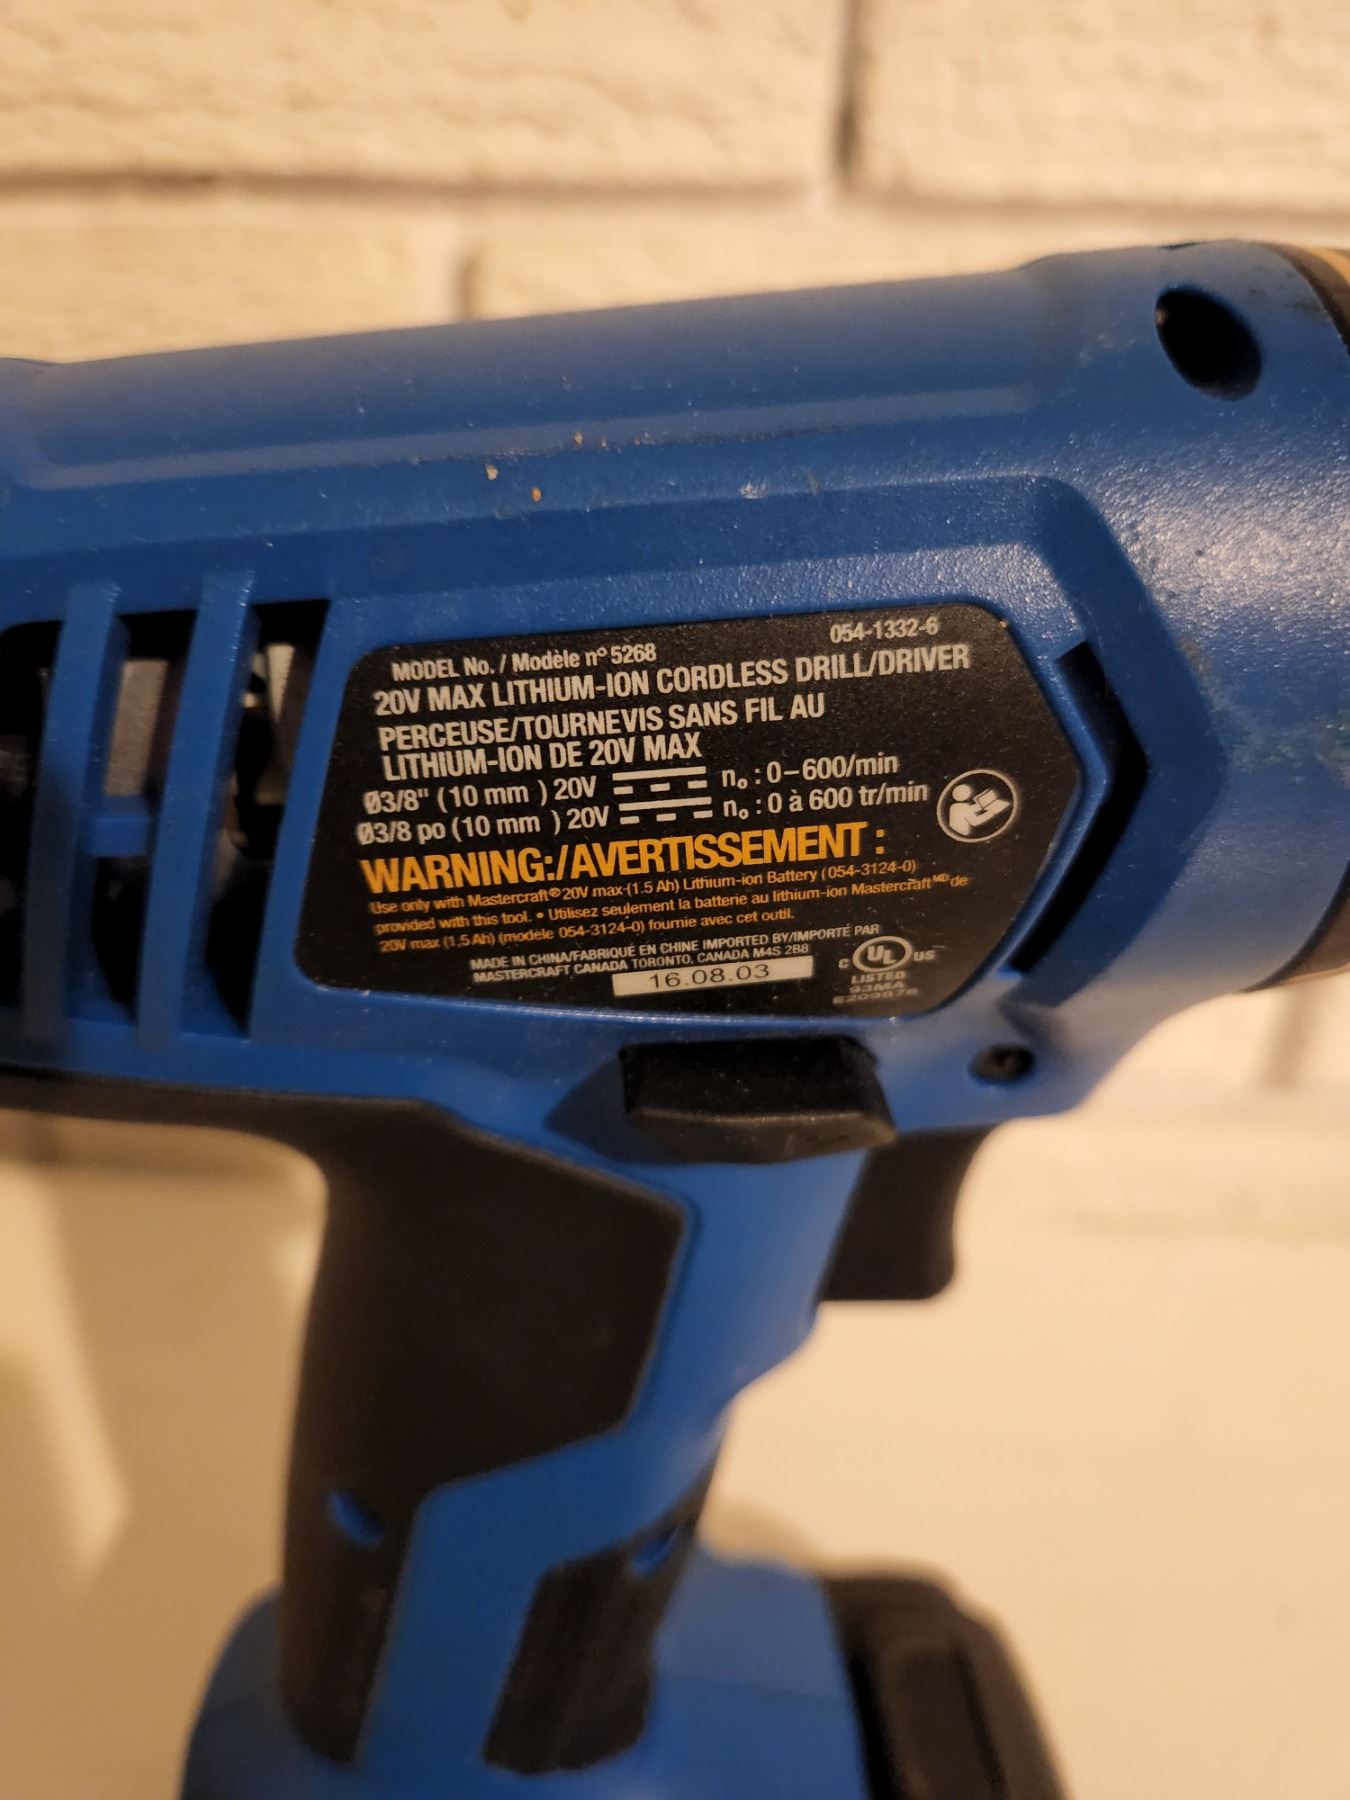 054-1332-6
MODEL No. / Modèle nº 5268
20V MAX LITHIUM-ION CORDLESS DRILL/DRIVER
PERCEUSE/TOURNEVIS SANS FIL AU
LITHIUM-ION DE 20V MAX
Ø3/8" (10 mm ) 20V n₀ : 0–600/min
Ø3/8 po (10 mm ) 20V n₀ : 0 à 600 tr/min
WARNING:/AVERTISSEMENT :
Use only with Mastercraft® 20V max (1.5 Ah) Lithium-ion Battery (054-3124-0)
provided with this tool. • Utilisez seulement la batterie au lithium-ion Mastercraft ᴹᴰ de
20V max (1,5 Ah) (modèle 054-3124-0) fournie avec cet outil.
MADE IN CHINA/FABRIQUÉ EN CHINE IMPORTED BY/IMPORTÉ PAR
MASTERCRAFT CANADA TORONTO, CANADA M4S 2B8
16.08.03
C UL US
LISTED
93MA